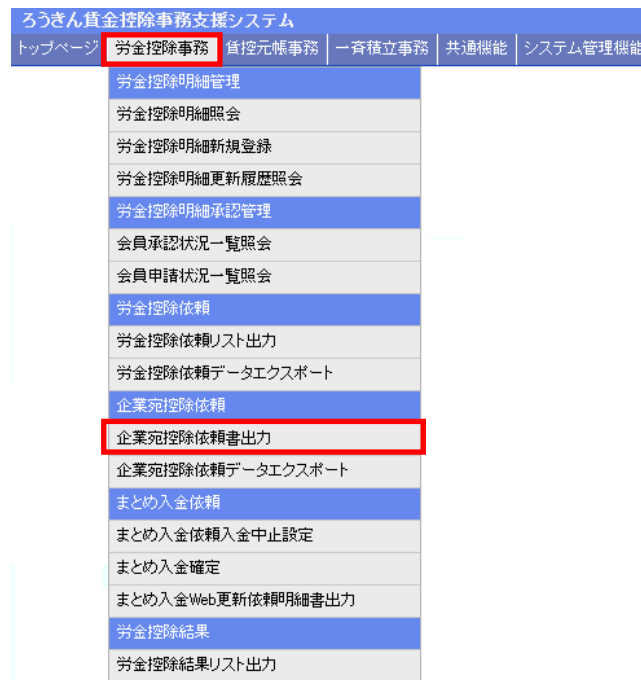 ろうきん賃金控除事務支援システム
トップページ 労金控除事務 賃控元帳事務 一斉積立事務 共通機能 システム管理機能
労金控除明細管理
労金控除明細照会
労金控除明細新規登録
労金控除明細更新履歴照会
労金控除明細承認管理
会員承認状況一覧照会
会員申請状況一覧照会
労金控除依頼
労金控除依頼リスト出力
労金控除依頼データエクスポート
企業宛控除依頼
企業宛控除依頼書出力
企業宛控除依頼データエクスポート
まとめ入金依頼
まとめ入金依頼入金中止設定
まとめ入金確定
まとめ入金Web更新依頼明細書出力
労金控除結果
労金控除結果リスト出力